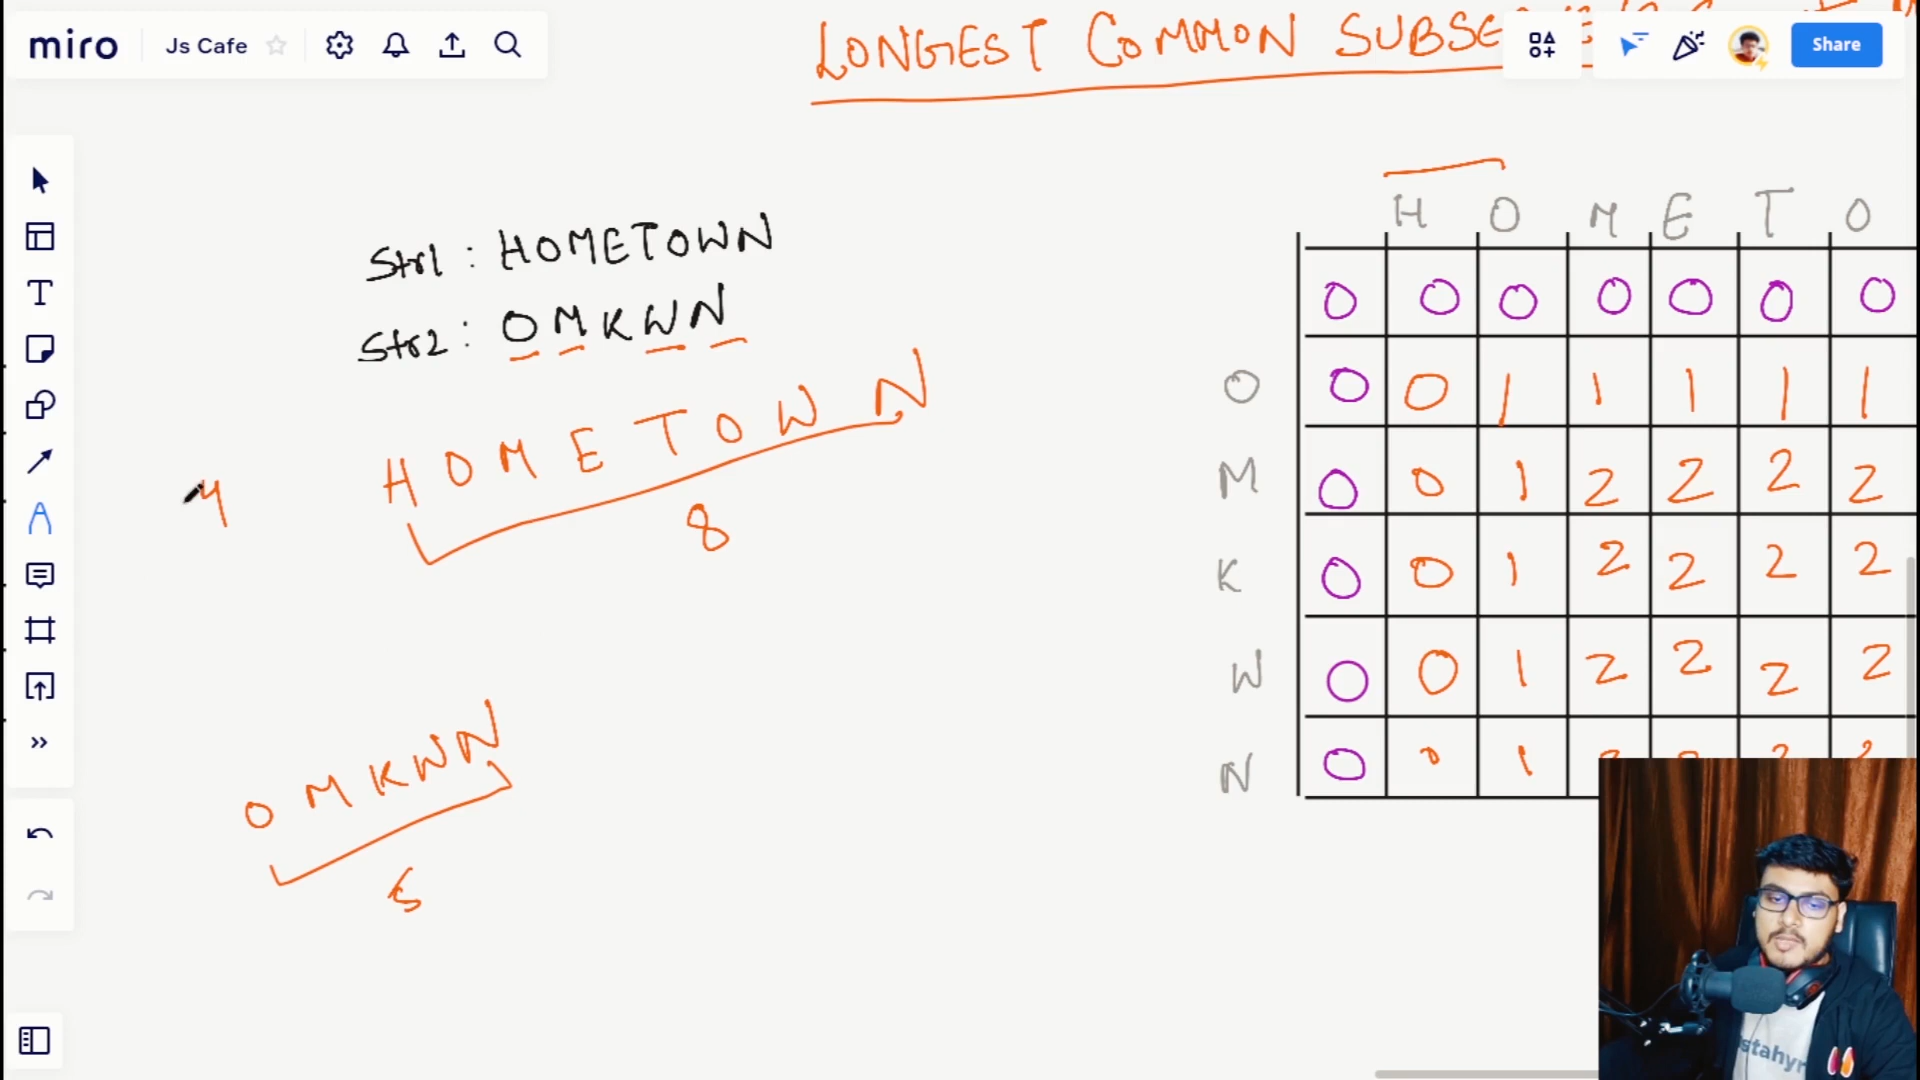 miro Js Cafe Share
LONGEST COMMON
Str1 : HOMETOWN
Str2 : OMKWN
HOMETOWN
8
4
OMKWN
5
H O M E T O
0 0 0 0 0 0 0
O 0 0 1 1 1 1 1
M 0 0 1 2 2 2 2
K 0 0 1 2 2 2 2
W 0 0 1 2 2 2 2
N 0 0 1